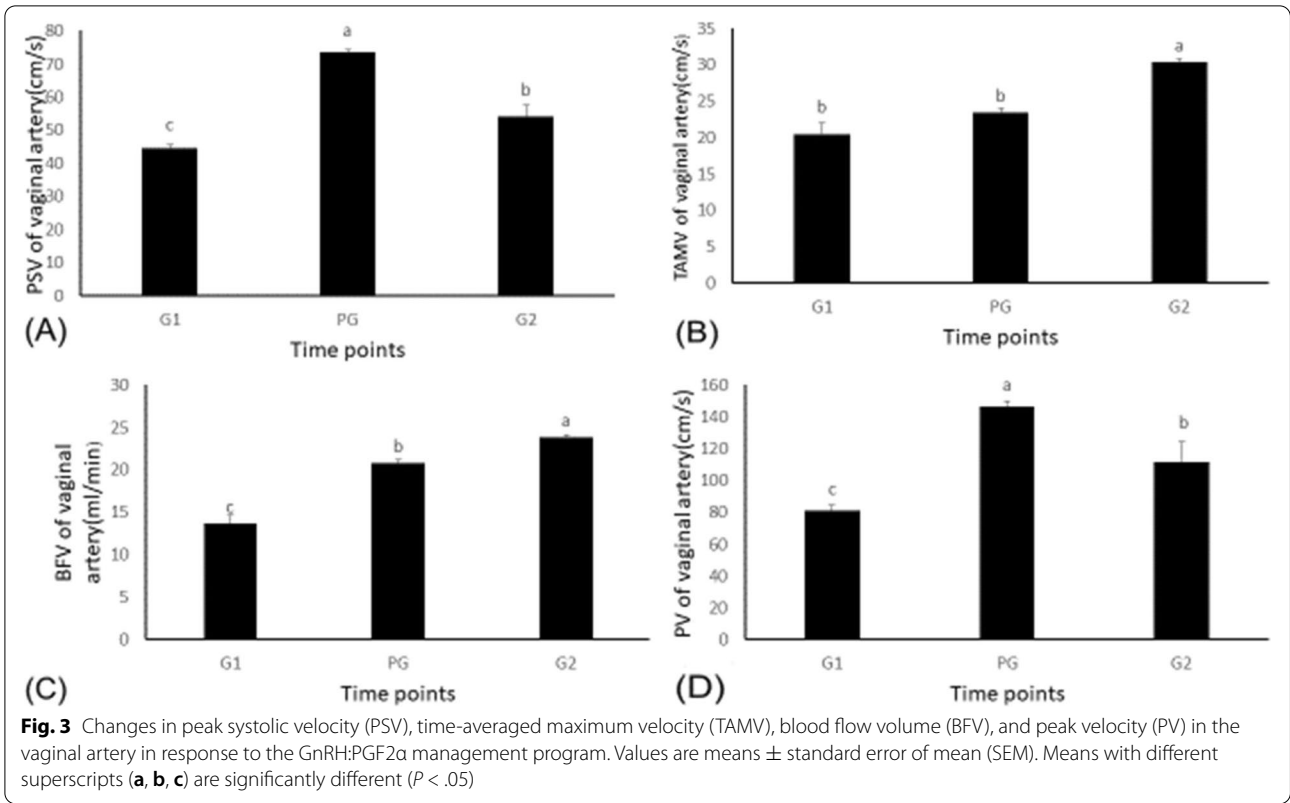 80
70
60
50
40
30
20
10
0
PSV of vaginal artery(cm/s)
c
a
b
G1 PG G2
(A)
Time points
35
30
25
20
15
10
5
0
TAMV of vaginal artery(cm/s)
b
b
a
G1 PG G2
(B)
Time points
30
25
20
15
10
5
0
BFV of vaginal
artery(ml/min)
c
b
a
G1 PG G2
(C)
Time points
160
140
120
100
80
60
40
20
0
PV of vaginal artery(cm/s)
c
a
b
G1 PG G2
(D)
Time points
Fig. 3 Changes in peak systolic velocity (PSV), time-averaged maximum velocity (TAMV), blood flow volume (BFV), and peak velocity (PV) in the
vaginal artery in response to the GnRH:PGF2α management program. Values are means ± standard error of mean (SEM). Means with different
superscripts (a, b, c) are significantly different (P < .05)